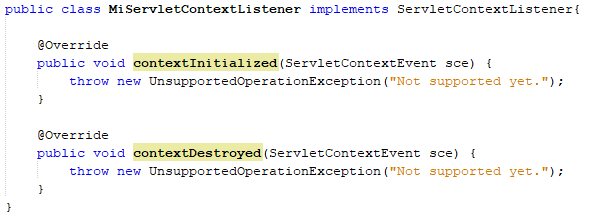 public class MiServletContextListener implements ServletContextListener{
@Override
public void contextInitialized(ServletContextEvent sce) {
throw new UnsupportedOperationException("Not supported yet.");
}
@Override
public void contextDestroyed(ServletContextEvent sce) {
throw new UnsupportedOperationException("Not supported yet.");
}
}